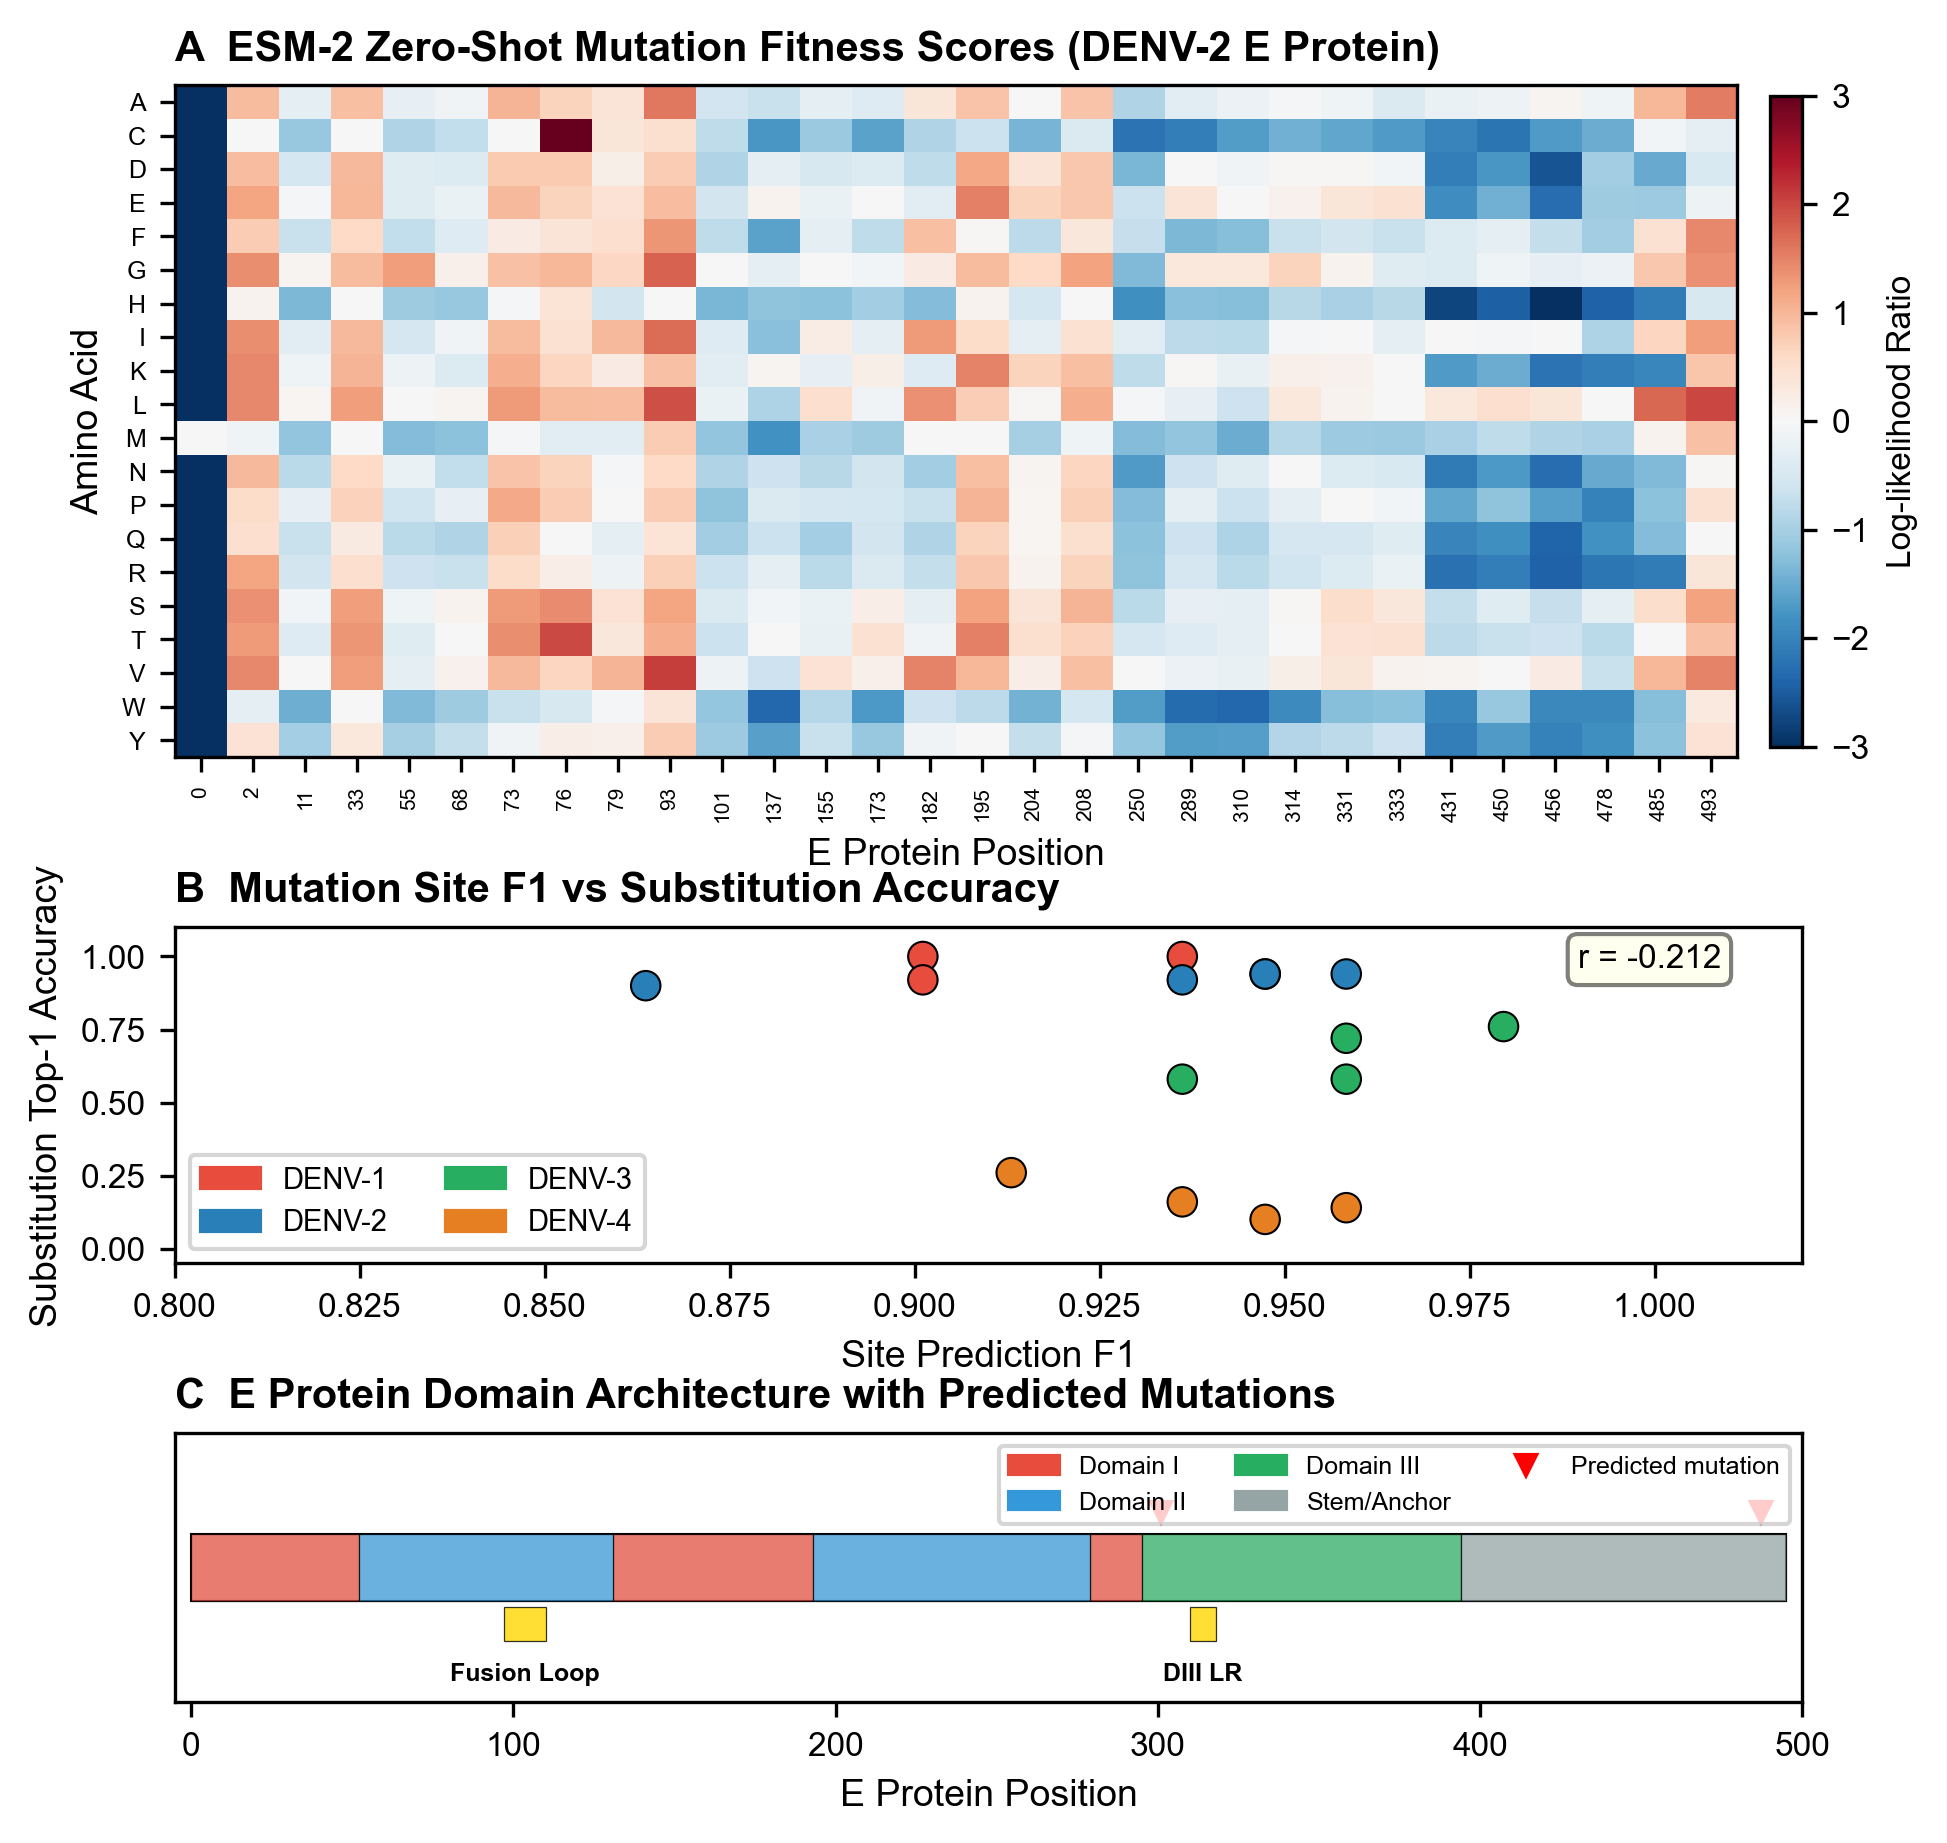 A ESM-2 Zero-Shot Mutation Fitness Scores (DENV-2 E Protein)
Amino Acid
A
C
D
E
F
G
H
I
K
L
M
N
P
Q
R
S
T
V
W
Y
0 2 11 33 55 68 73 76 79 93 101 137 155 173 182 195 204 208 250 289 310 314 331 333 431 450 456 478 485 493
E Protein Position
3
2
1
0
−1
−2
−3
Log-likelihood Ratio
B Mutation Site F1 vs Substitution Accuracy
Substitution Top-1 Accuracy
1.00
0.75
0.50
0.25
0.00
r = -0.212
DENV-1 DENV-3
DENV-2 DENV-4
0.800 0.825 0.850 0.875 0.900 0.925 0.950 0.975 1.000
Site Prediction F1
C E Protein Domain Architecture with Predicted Mutations
Domain I Domain III Predicted mutation
Domain II Stem/Anchor
Fusion Loop DIII LR
0 100 200 300 400 500
E Protein Position